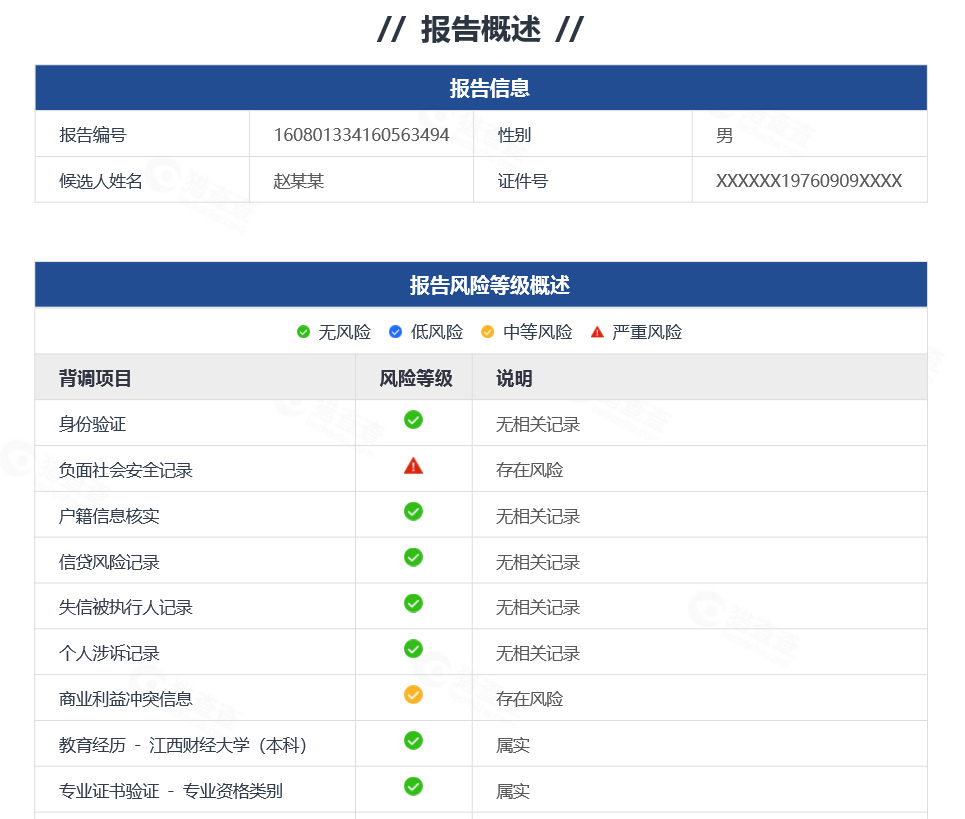 // 报告概述 //
报告信息
报告编号 160801334160563494 性别 男
候选人姓名 赵某某 证件号 XXXXXX19760909XXXX
报告风险等级概述
无风险 低风险 中等风险 严重风险
背调项目 风险等级 说明
身份验证 无相关记录
负面社会安全记录 存在风险
户籍信息核实 无相关记录
信贷风险记录 无相关记录
失信被执行人记录 无相关记录
个人涉诉记录 无相关记录
商业利益冲突信息 存在风险
教育经历 - 江西财经大学（本科） 属实
专业证书验证 - 专业资格类别 属实